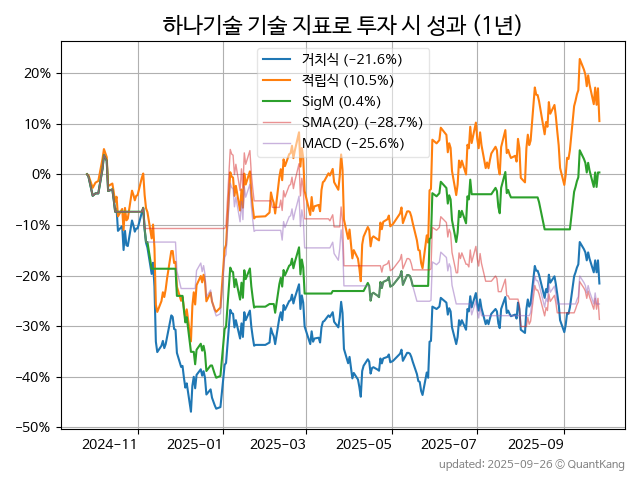 하나기술 기술 지표로 투자 시 성과 (1년)
거치식 (−21.6%)
적립식 (10.5%)
SigM (0.4%)
SMA(20) (−28.7%)
MACD (−25.6%)
20%
10%
0%
−10%
−20%
−30%
−40%
−50%
2024-11 2025-01 2025-03 2025-05 2025-07 2025-09
updated: 2025-09-26 ⓒ QuantKang